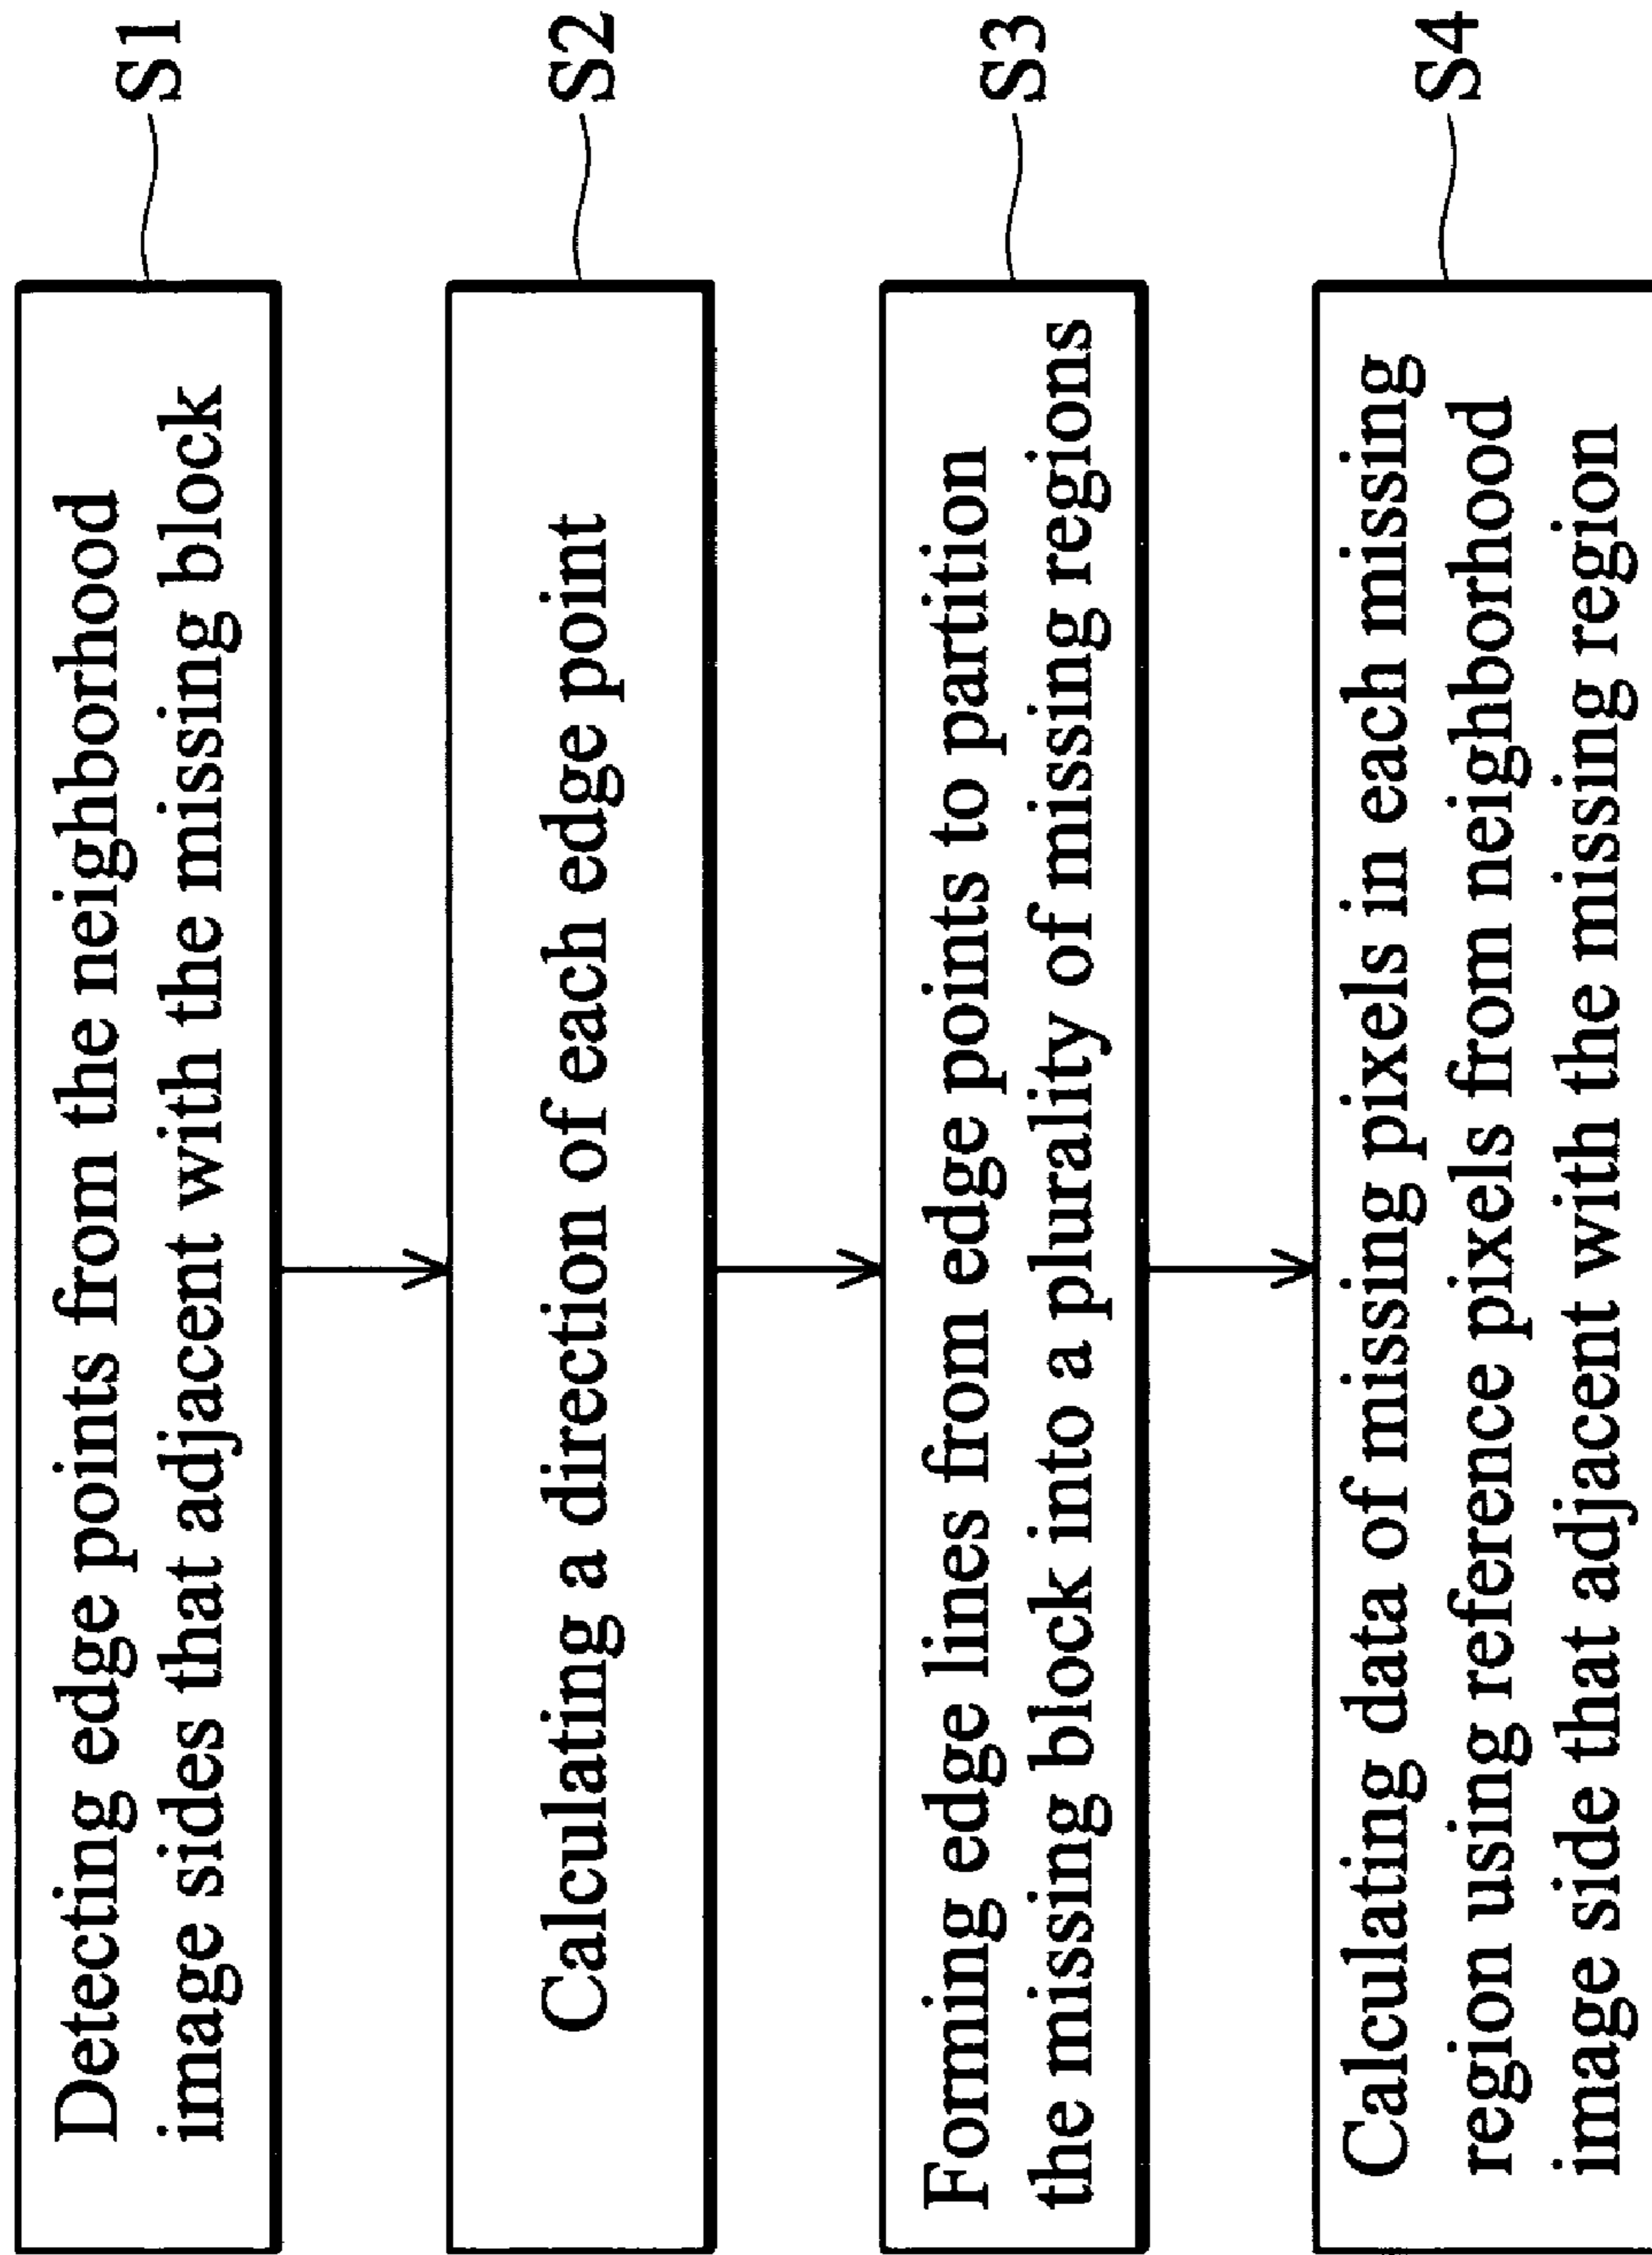 Detecting edge points from the neighborhood
image sides that adjacent with the missing block
S1
Calculating a direction of each edge point
S2
Forming edge lines from edge points to partition
the missing block into a plurality of missing regions
S3
Calculating data of missing pixels in each missing
region using reference pixels from neighborhood
image side that adjacent with the missing region
S4